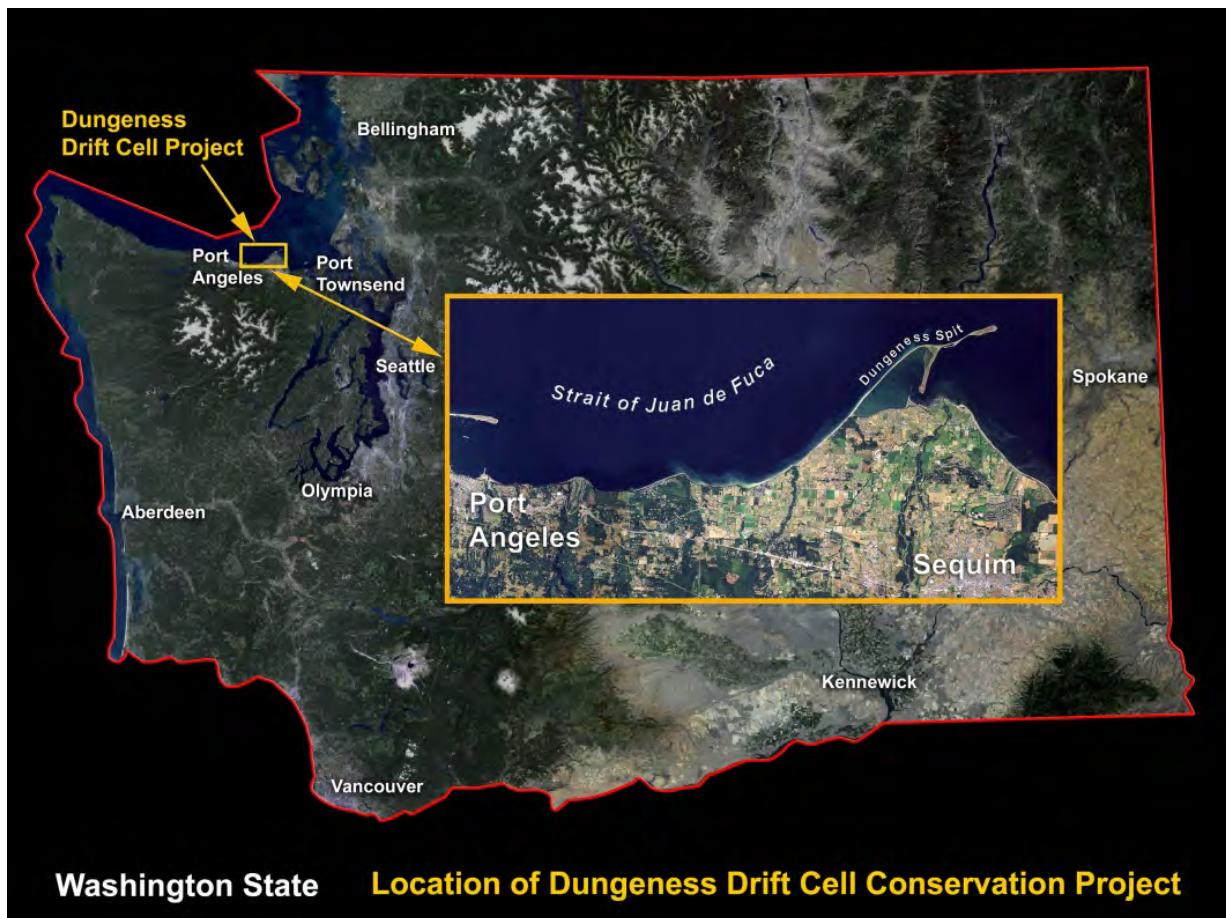 Dungeness
Drift Cell Project
Bellingham
Port
Angeles
Port
Townsend
Seattle
Spokane
Dungeness Spit
Strait of Juan de Fuca
Port
Angeles
Sequim
Olympia
Aberdeen
Kennewick
Vancouver
Washington State
Location of Dungeness Drift Cell Conservation Project